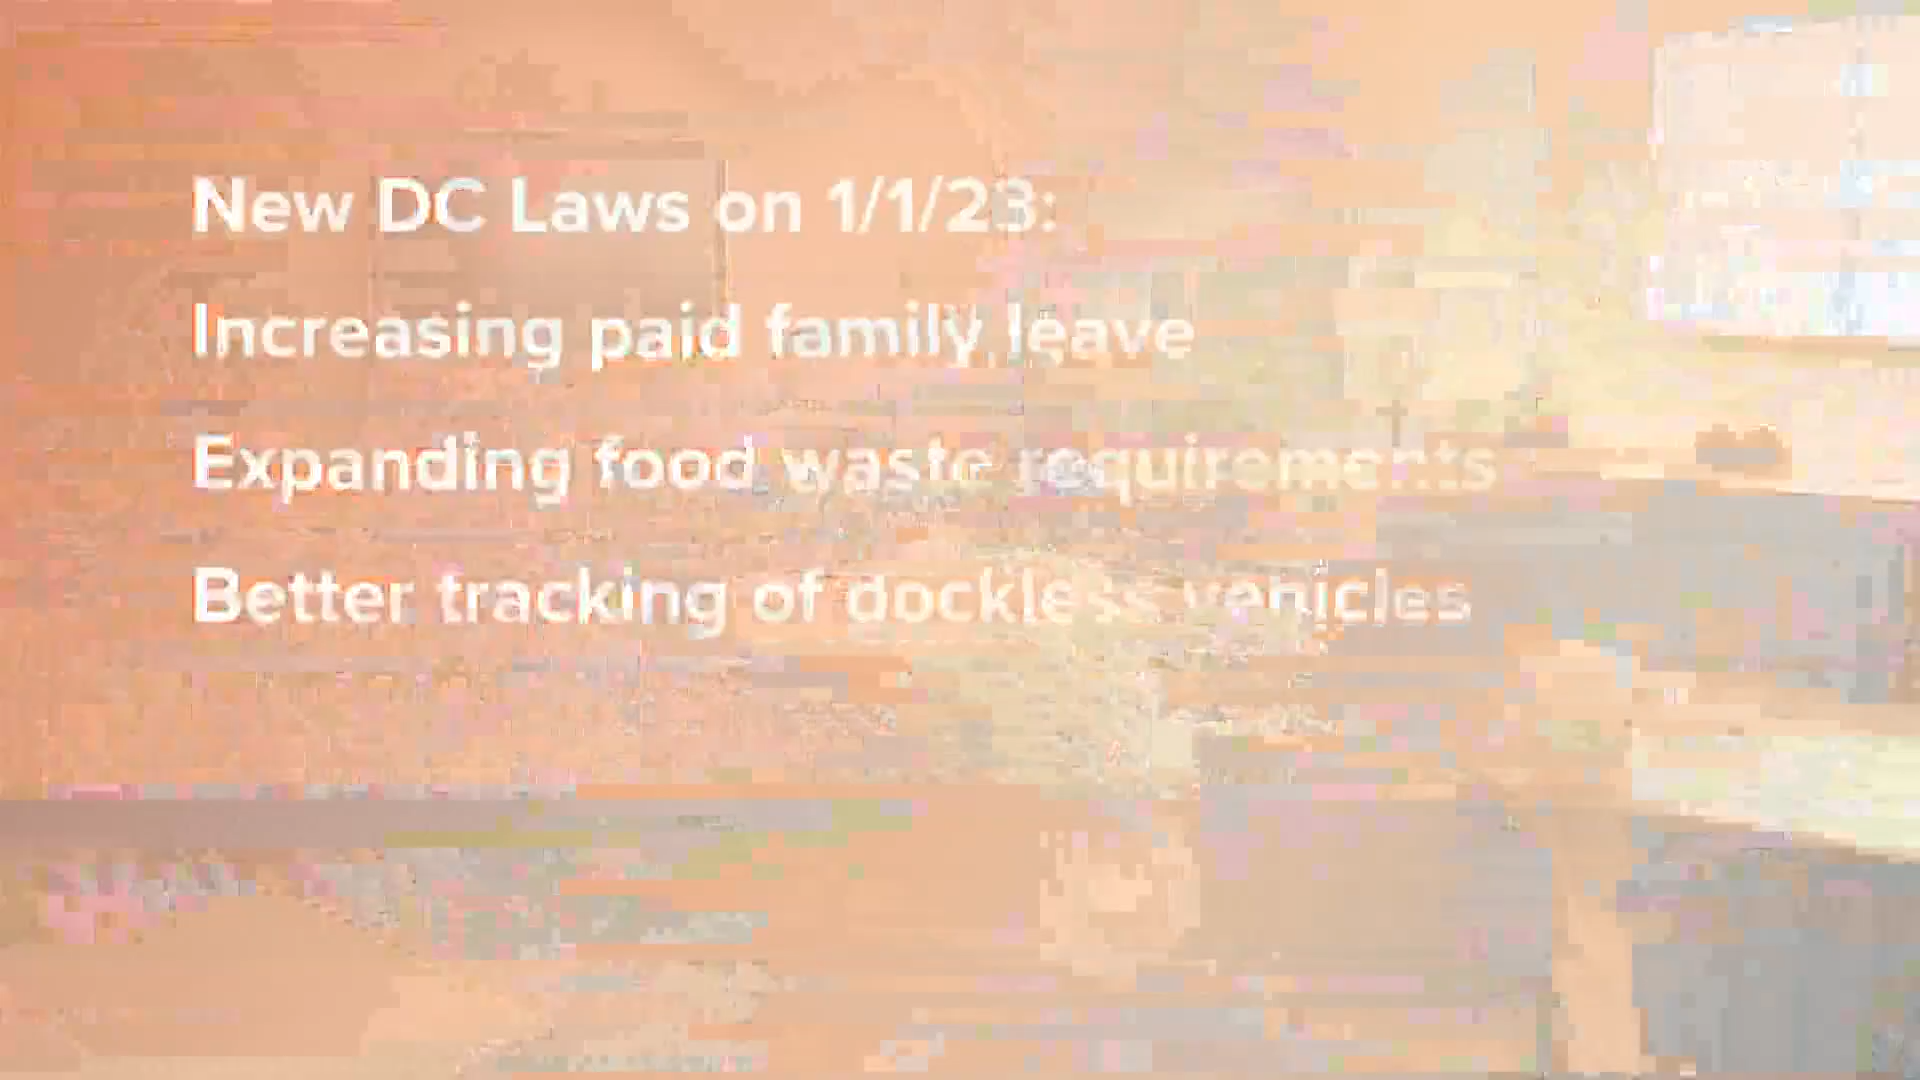 New DC Laws on 1/1/23:
Increasing paid family leave
Expanding food waste requirements
Better tracking of dockless vehicles